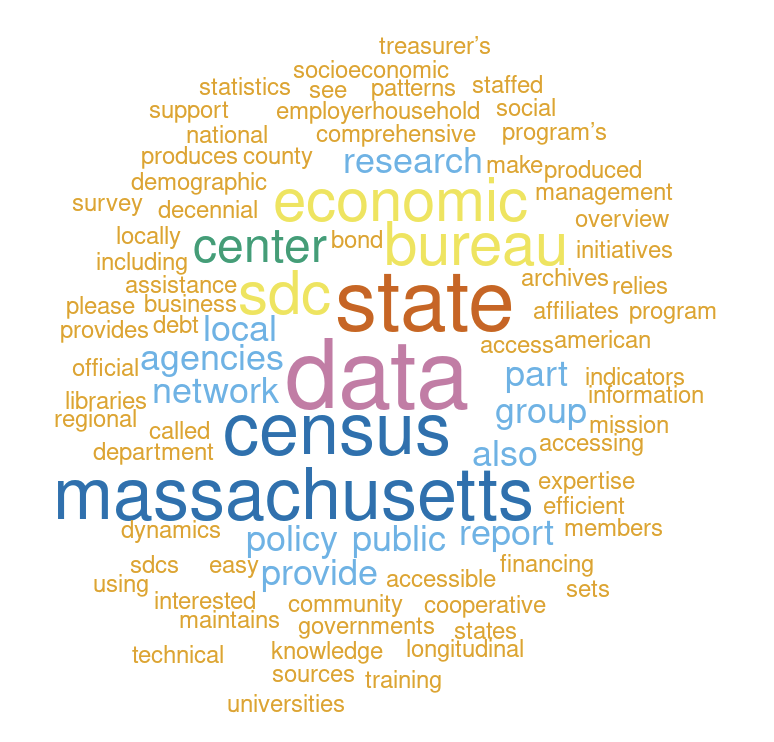 treasurer’s
socioeconomic
statistics see patterns staffed
support employerhousehold social
national comprehensive program’s
produces county research make produced
demographic economic management
survey decennial overview
locally center bond bureau initiatives
including archives relies
assistance sdc state affiliates program
please business
provides debt local access american
official agencies data part indicators
libraries network information
regional group mission
called census accessing
department also
massachusetts expertise
efficient
dynamics policy public report members
sdcs easy provide accessible financing
using sets
interested community cooperative
maintains governments states
technical knowledge longitudinal
sources training
universities